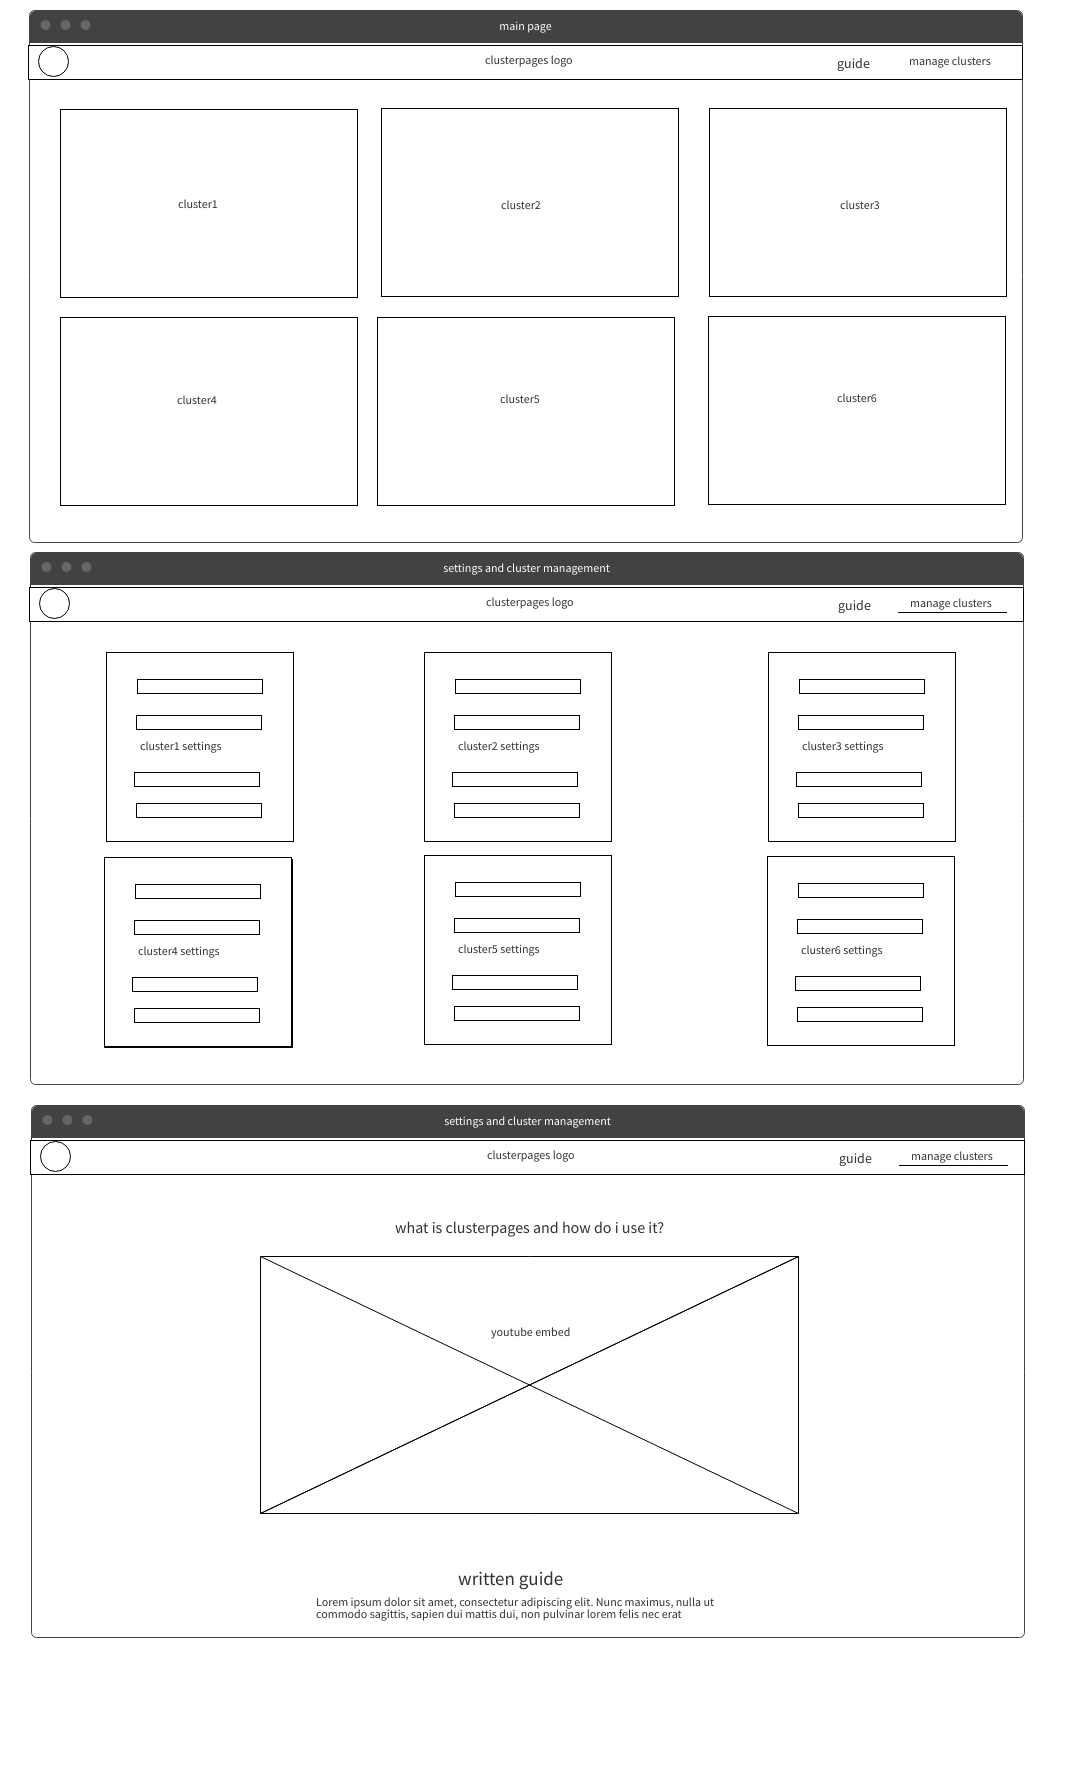 main page
clusterpages logo
guide
manage clusters
cluster1
cluster2
cluster3
cluster4
cluster5
cluster6
settings and cluster management
clusterpages logo
guide
manage clusters
cluster1 settings
cluster2 settings
cluster3 settings
cluster4 settings
cluster5 settings
cluster6 settings
settings and cluster management
clusterpages logo
guide
manage clusters
what is clusterpages and how do i use it?
youtube embed
written guide
Lorem ipsum dolor sit amet, consectetur adipiscing elit. Nunc maximus, nulla ut
commodo sagittis, sapien dui mattis dui, non pulvinar lorem felis nec erat